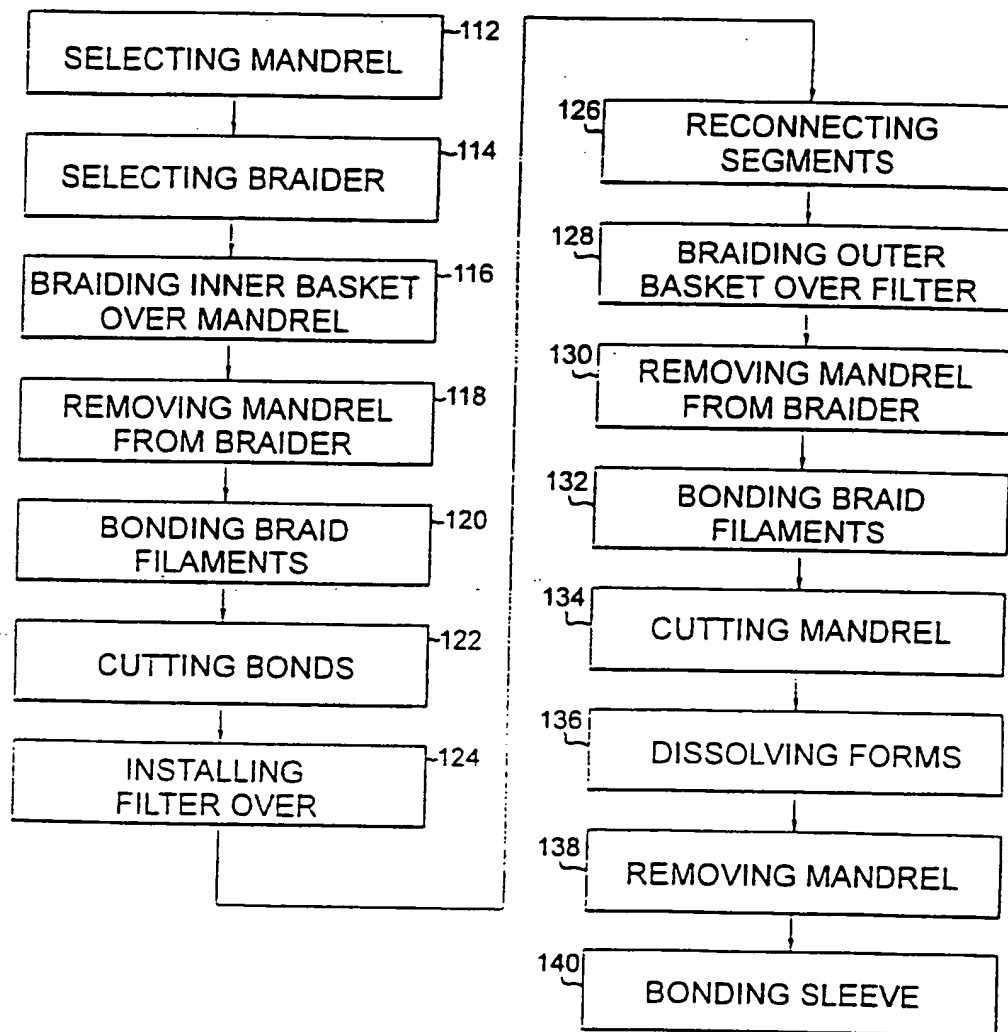 112
SELECTING MANDREL
114
SELECTING BRAIDER
116
BRAIDING INNER BASKET
OVER MANDREL
118
REMOVING MANDREL
FROM BRAIDER
120
BONDING BRAID
FILAMENTS
122
CUTTING BONDS
124
INSTALLING
FILTER OVER
126
RECONNECTING
SEGMENTS
128
BRAIDING OUTER
BASKET OVER FILTER
130
REMOVING MANDREL
FROM BRAIDER
132
BONDING BRAID
FILAMENTS
134
CUTTING MANDREL
136
DISSOLVING FORMS
138
REMOVING MANDREL
140
BONDING SLEEVE